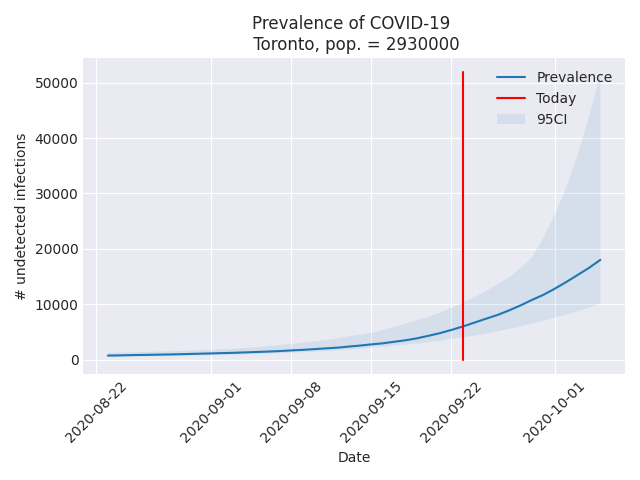 Prevalence of COVID-19
Toronto, pop. = 2930000
Prevalence
Today
95CI
50000
40000
30000
20000
10000
0
# undetected infections
2020-08-22
2020-09-01
2020-09-08
2020-09-15
2020-09-22
2020-10-01
Date